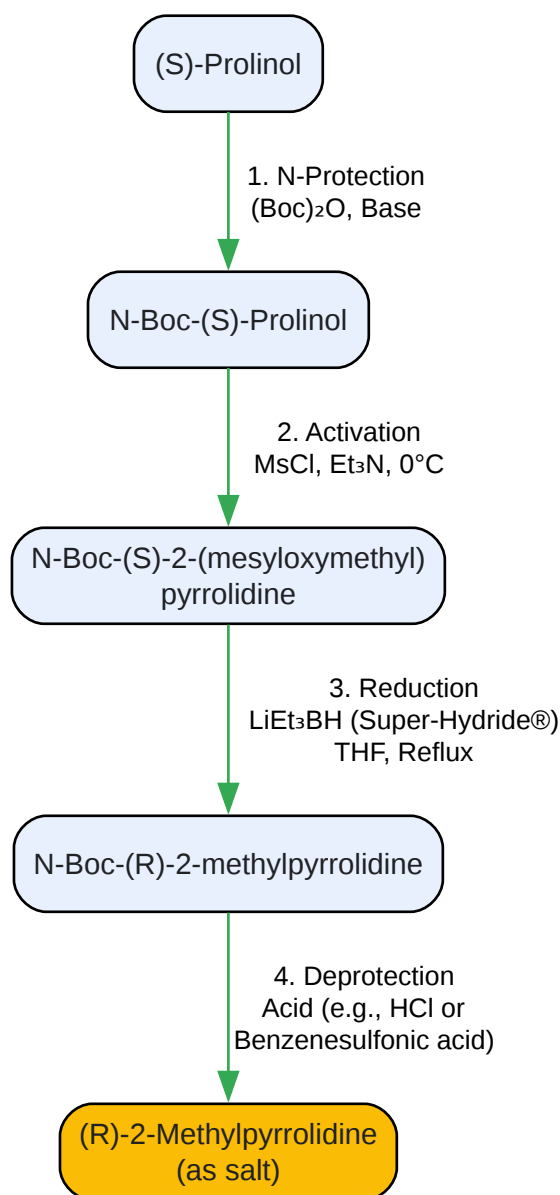 (S)-Prolinol
1. N-Protection
(Boc)₂O, Base
N-Boc-(S)-Prolinol
2. Activation
MsCl, Et₃N, 0°C
N-Boc-(S)-2-(mesyloxymethyl)
pyrrolidine
3. Reduction
LiEt₃BH (Super-Hydride®)
THF, Reflux
N-Boc-(R)-2-methylpyrrolidine
4. Deprotection
Acid (e.g., HCl or
Benzenesulfonic acid)
(R)-2-Methylpyrrolidine
(as salt)